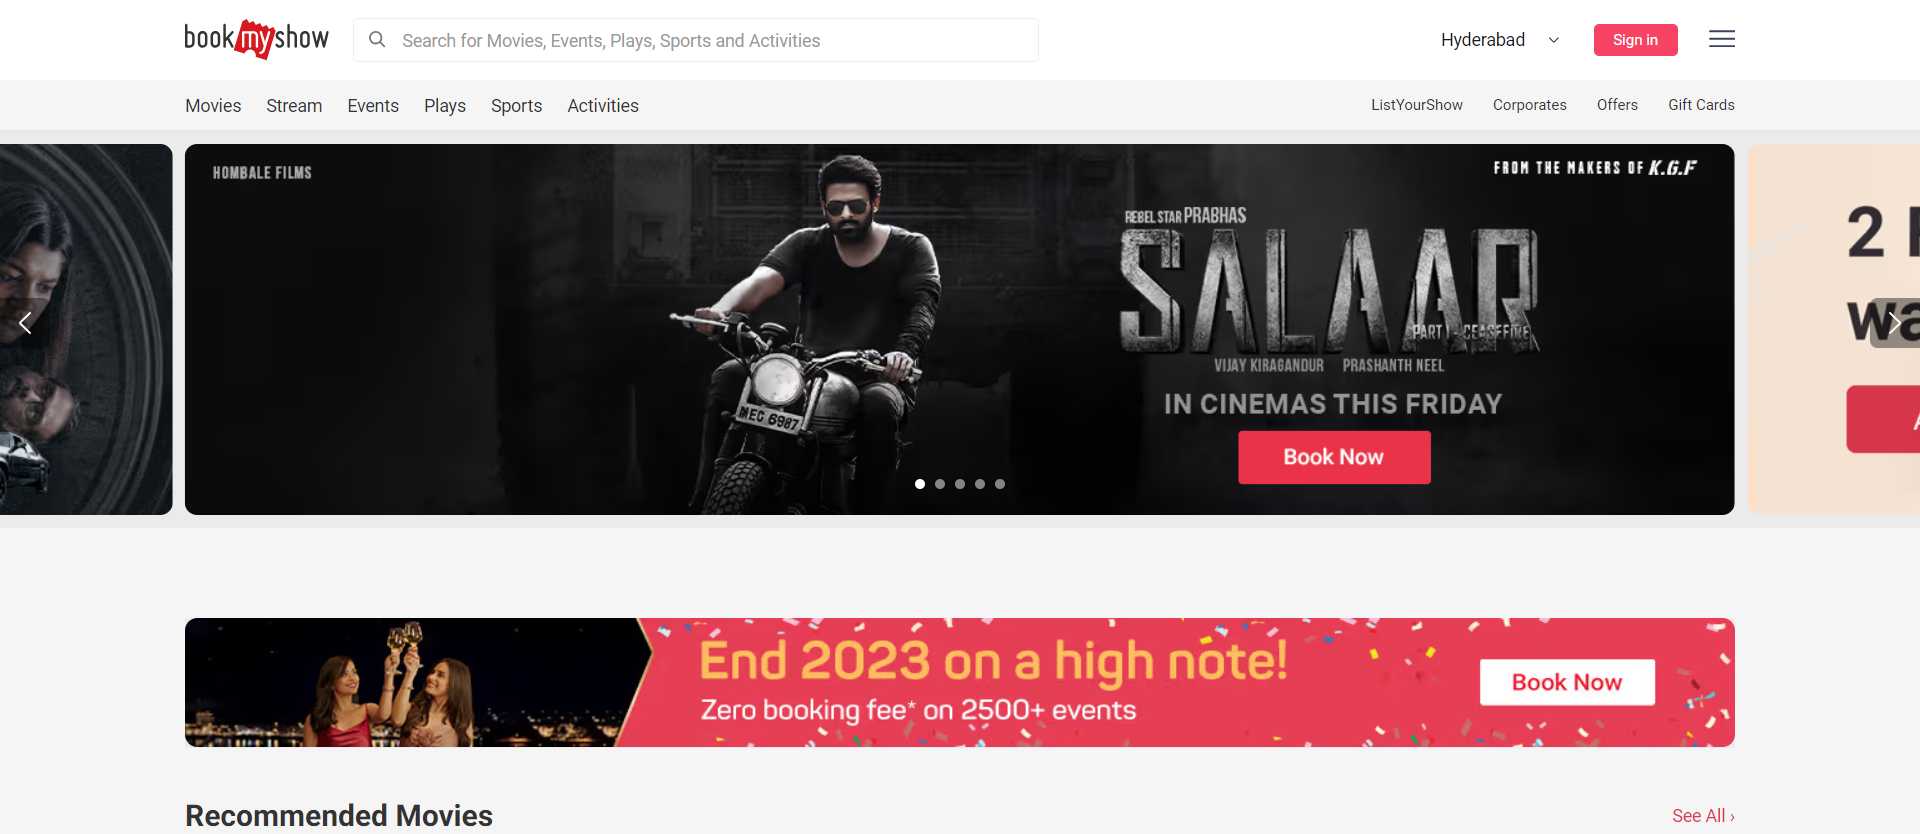 bookmyshow
Search for Movies, Events, Plays, Sports and Activities
Hyderabad
Sign in
Movies Stream Events Plays Sports Activities
ListYourShow Corporates Offers Gift Cards
HOMBALE FILMS
FROM THE MAKERS OF K.G.F
REBEL STAR PRABHAS
SALAAR
PART 1 - CEASEFIRE
VIJAY KIRAGANDUR PRASHANTH NEEL
IN CINEMAS THIS FRIDAY
Book Now
MEG 6987
2
wa
End 2023 on a high note!
Zero booking fee* on 2500+ events
Book Now
Recommended Movies
See All ›